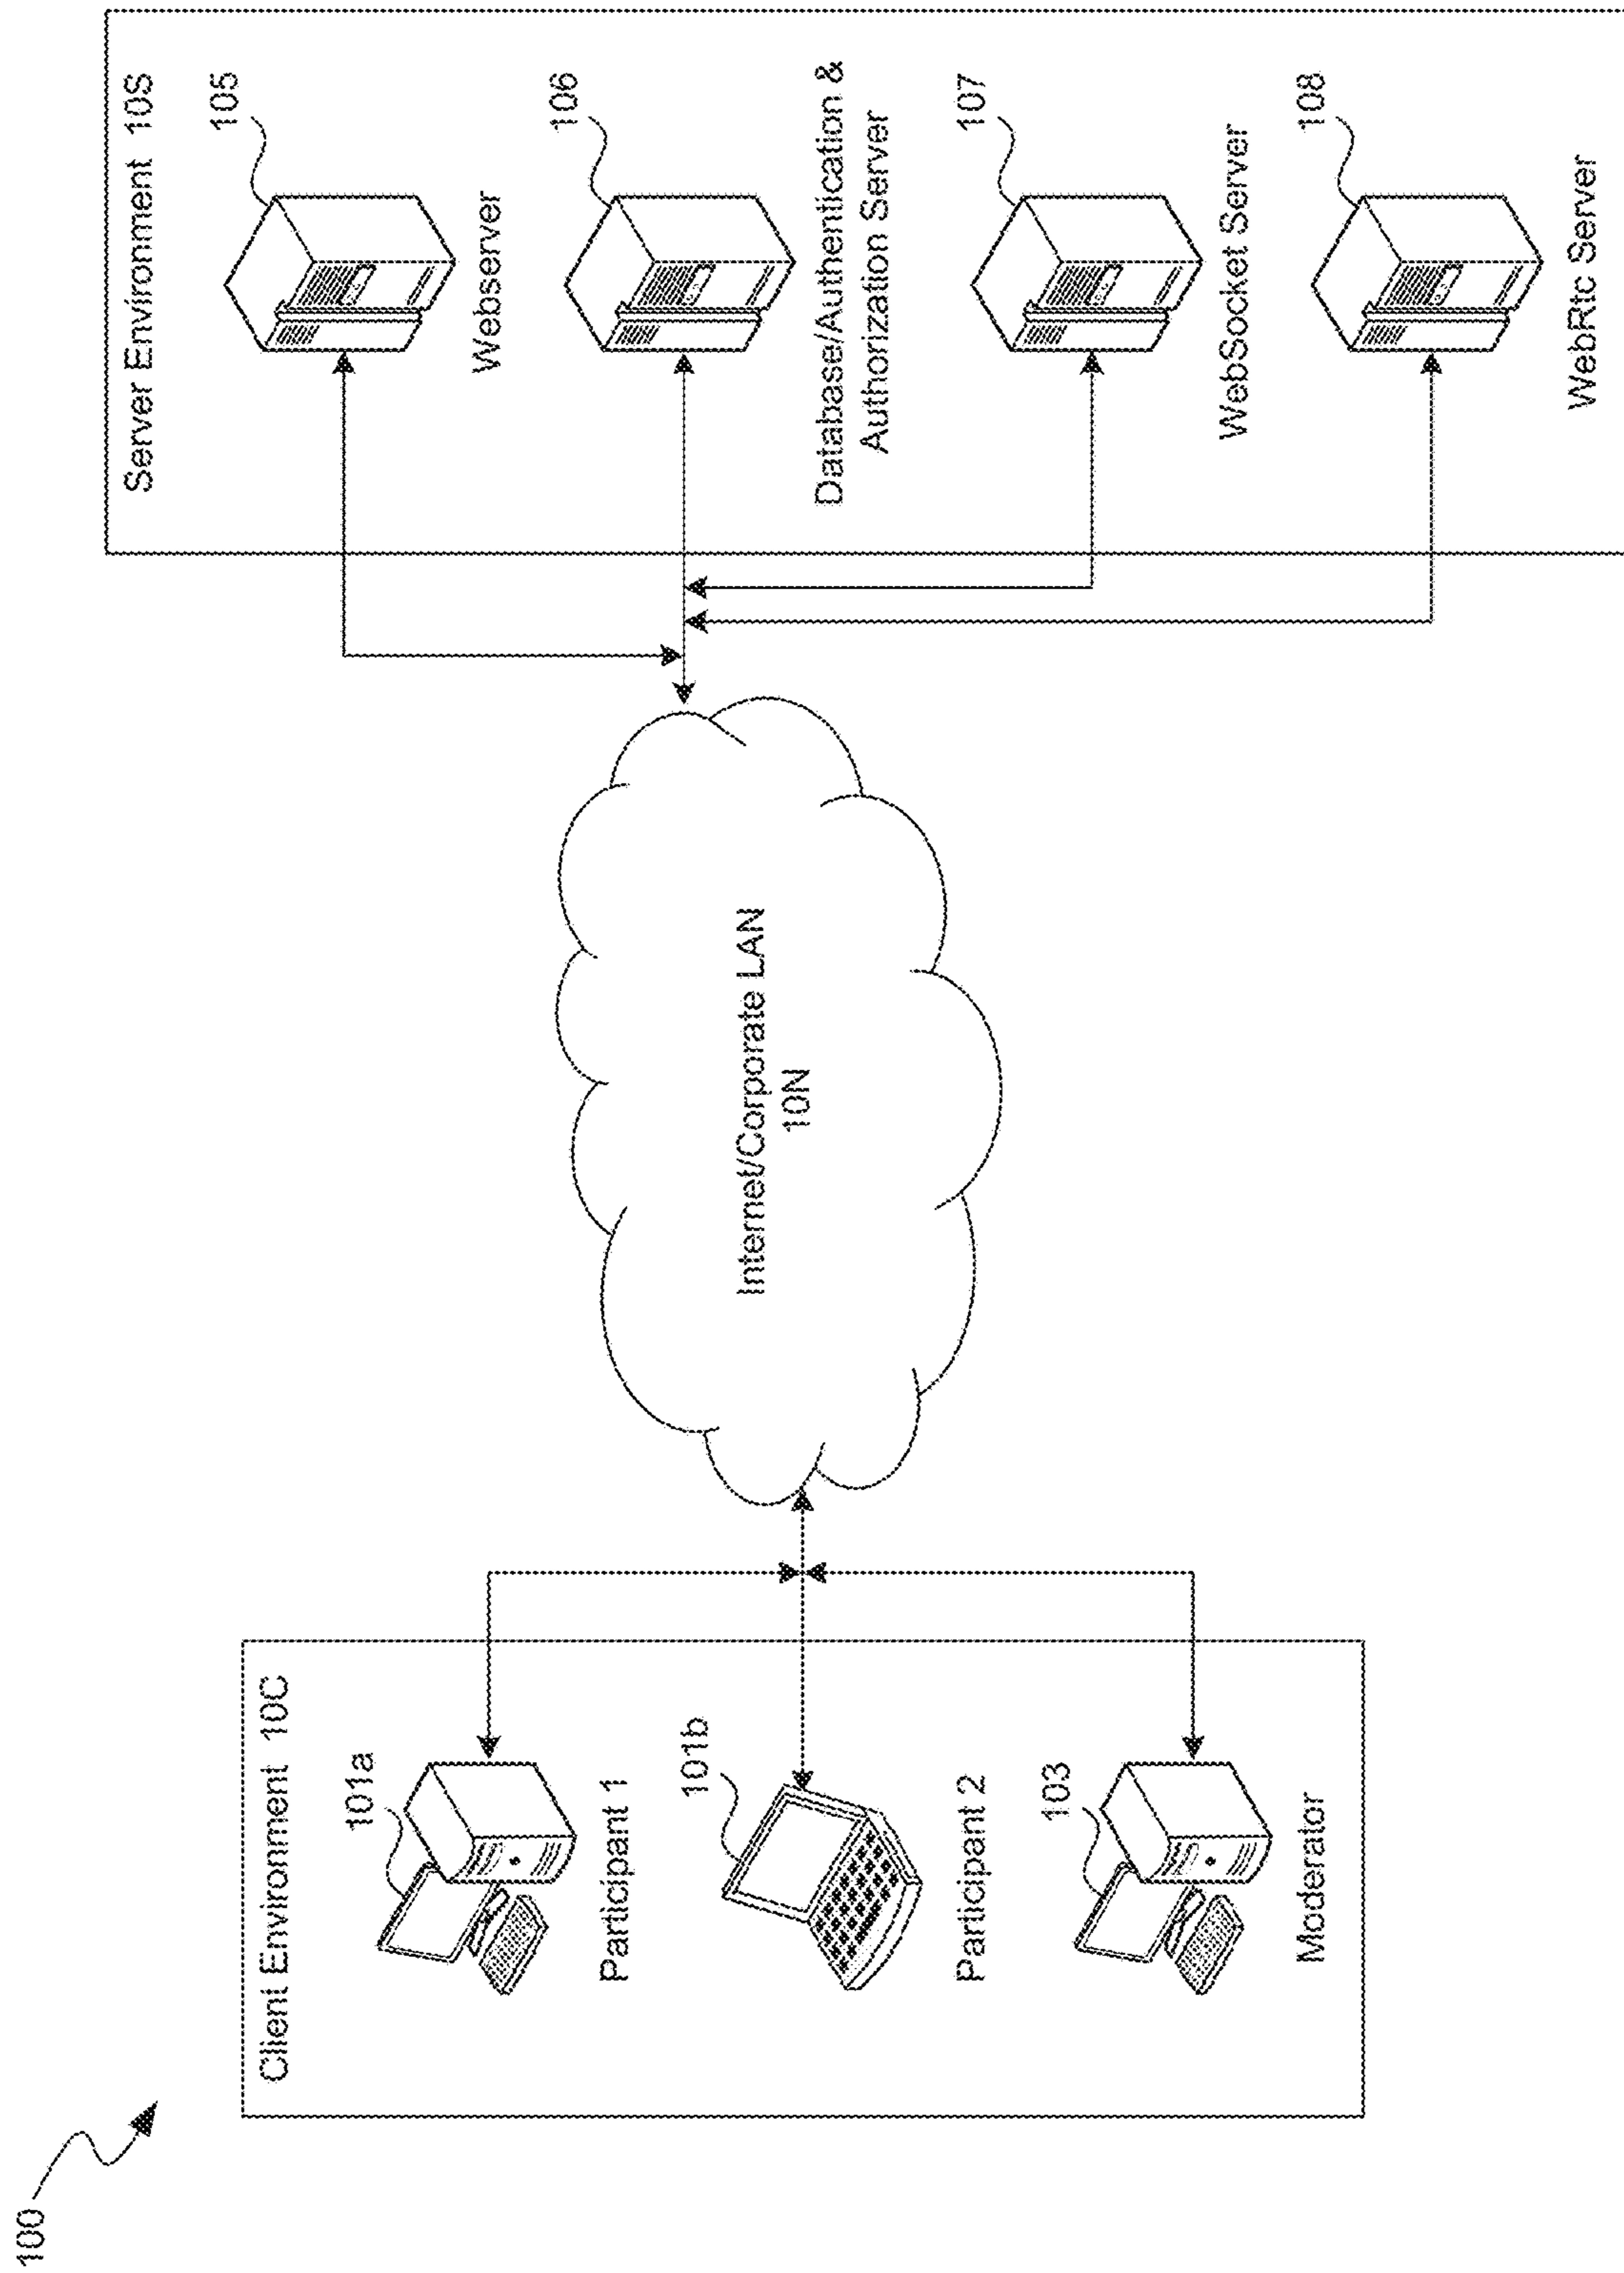 100
Client Environment 10C
101a
Participant 1
101b
Participant 2
103
Moderator
Internet/Corporate LAN
10N
Server Environment 10S
105
Webserver
106
Database/Authentication &
Authorization Server
107
WebSocket Server
108
WebRtc Server